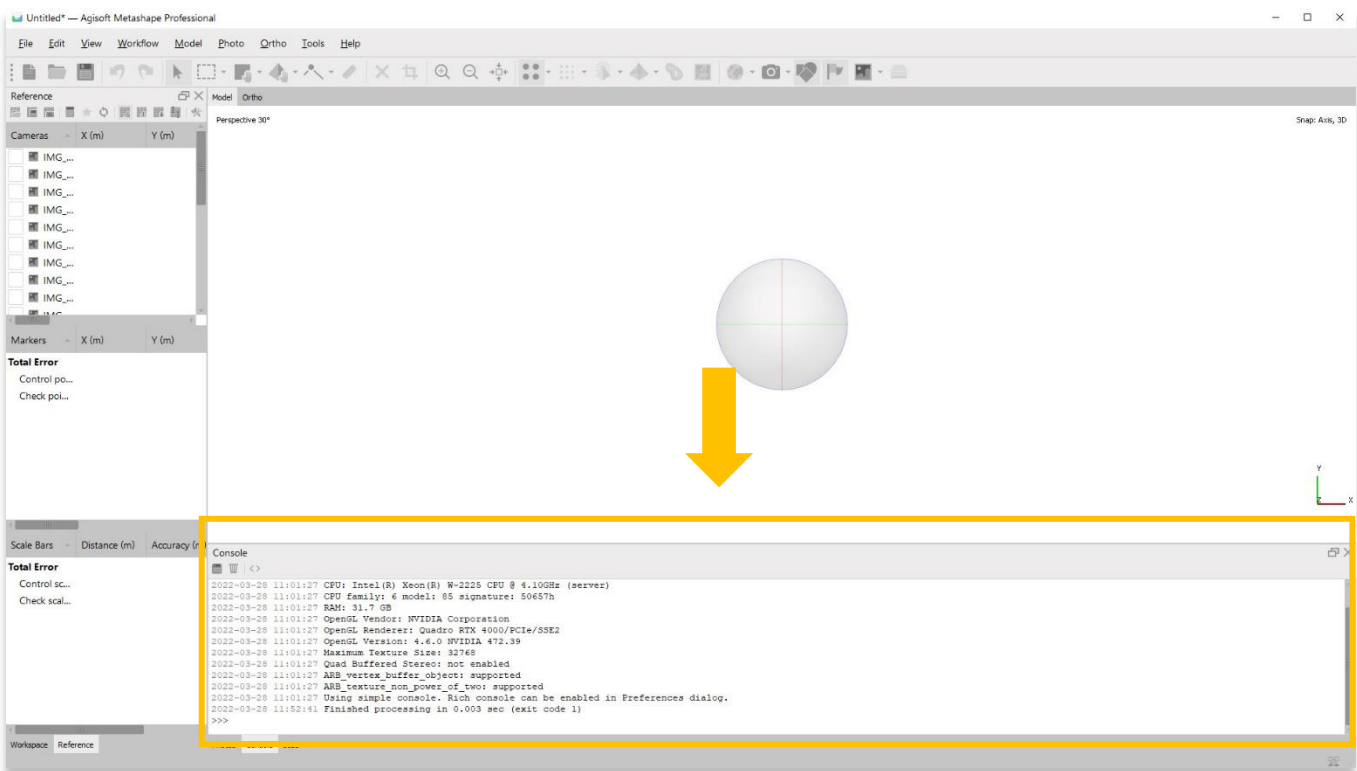 Untitled* — Agisoft Metashape Professional
File Edit View Workflow Model Photo Ortho Tools Help
Reference
Model Ortho
Perspective 30°
Snap: Axis, 3D
Cameras X (m) Y (m)
IMG_...
IMG_...
IMG_...
IMG_...
IMG_...
IMG_...
IMG_...
IMG_...
IMG_...
Markers X (m) Y (m)
Total Error
Control po...
Check poi...
Y
Z X
Scale Bars Distance (m) Accuracy
Total Error
Control sc...
Check scal...
Console
2022-03-28 11:01:27 CPU: Intel(R) Xeon(R) W-2225 CPU @ 4.10GHz (server)
2022-03-28 11:01:27 CPU family: 6 model: 85 signature: 50657h
2022-03-28 11:01:27 RAM: 31.7 GB
2022-03-28 11:01:27 OpenGL Vendor: NVIDIA Corporation
2022-03-28 11:01:27 OpenGL Renderer: Quadro RTX 4000/PCIe/SSE2
2022-03-28 11:01:27 OpenGL Version: 4.6.0 NVIDIA 472.39
2022-03-28 11:01:27 Maximum Texture Size: 32768
2022-03-28 11:01:27 Quad Buffered Stereo: not enabled
2022-03-28 11:01:27 ARB_vertex_buffer_object: supported
2022-03-28 11:01:27 ARB_texture_non_power_of_two: supported
2022-03-28 11:01:27 Using simple console. Rich console can be enabled in Preferences dialog.
2022-03-28 11:52:41 Finished processing in 0.003 sec (exit code 1)
>>>
Workspace Reference